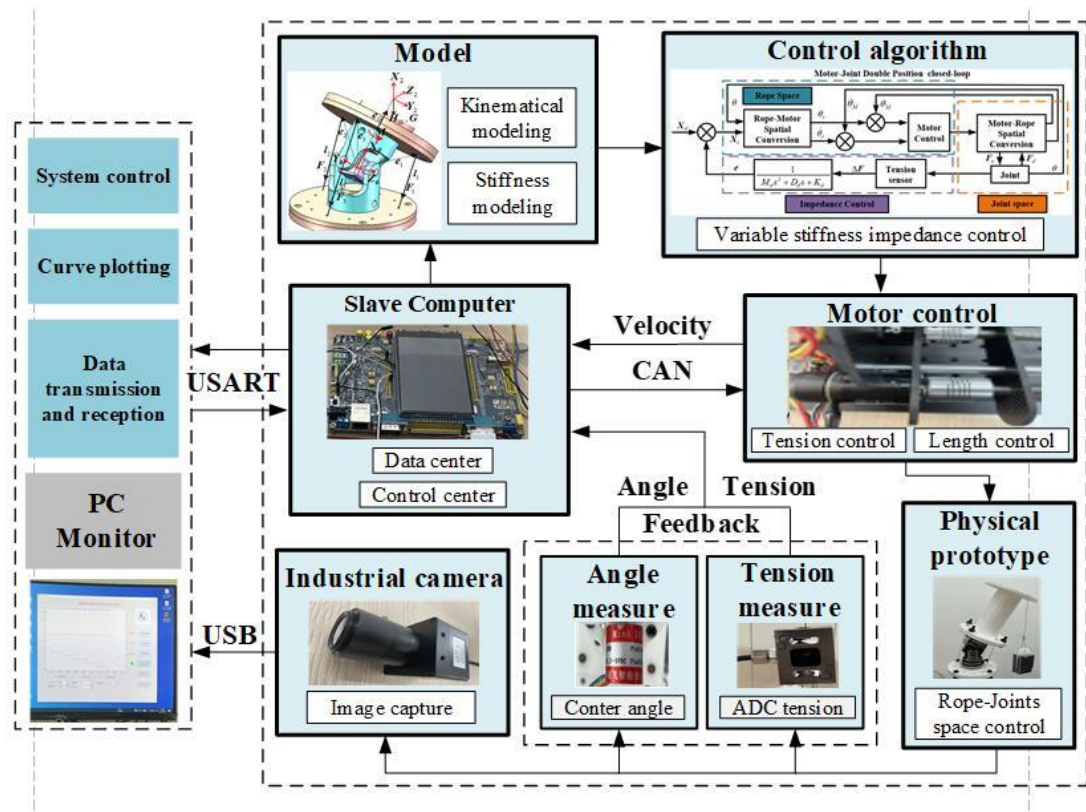 System control
Curve plotting
Data
transmission
and reception
PC
Monitor
USART
USB
Model
Kinematical
modeling
Stiffness
modeling
Control algorithm
Motor-Joint Double Position closed-loop
Rope Space
Rope-Motor
Spatial
Conversion
Motor
Control
Motor-Rope
Spatial
Conversion
Joint
Tension
sensor
ΔF
e
1
Impedance Control
Joint space
Variable stiffness impedance control
Slave Computer
Data center
Control center
Velocity
CAN
Motor control
Tension control
Length control
Angle
Tension
Feedback
Industrial camera
Image capture
Angle
measure
Conter angle
Tension
measure
ADC tension
Physical
prototype
Rope-Joints
space control